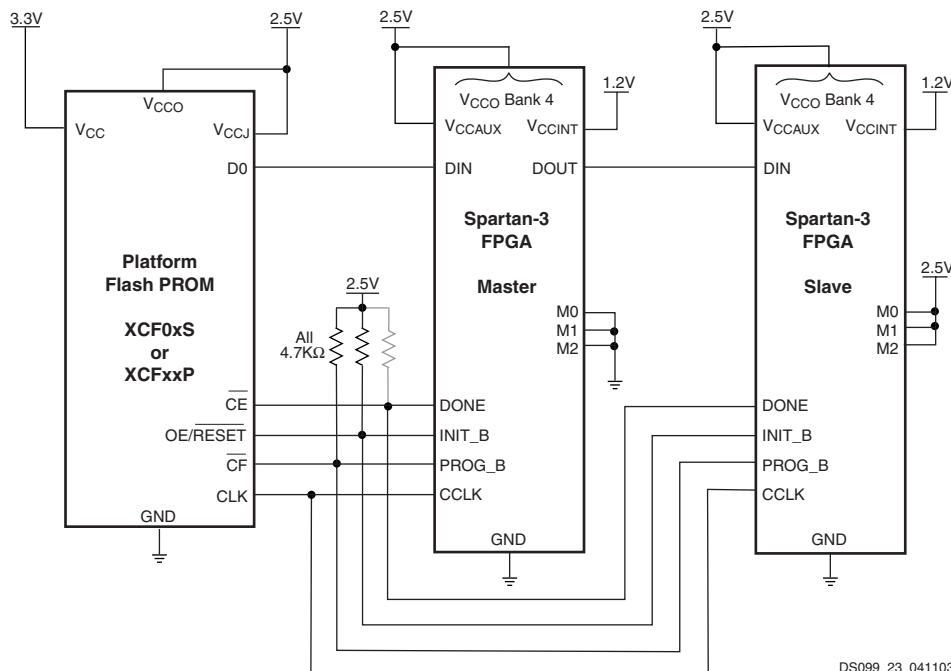 3.3V
2.5V
2.5V
2.5V
VCCO
VCC
VCCJ
D0
Platform
Flash PROM
XCF0xS
or
XCFxxP
CE
OE/RESET
CF
CLK
GND
2.5V
All
4.7KΩ
VCCO Bank 4
1.2V
VCCAUX
VCCINT
DIN
DOUT
Spartan-3
FPGA
Master
M0
M1
M2
DONE
INIT_B
PROG_B
CCLK
GND
VCCO Bank 4
1.2V
VCCAUX
VCCINT
DIN
Spartan-3
FPGA
Slave
2.5V
M0
M1
M2
DONE
INIT_B
PROG_B
CCLK
GND
DS099_23_041103